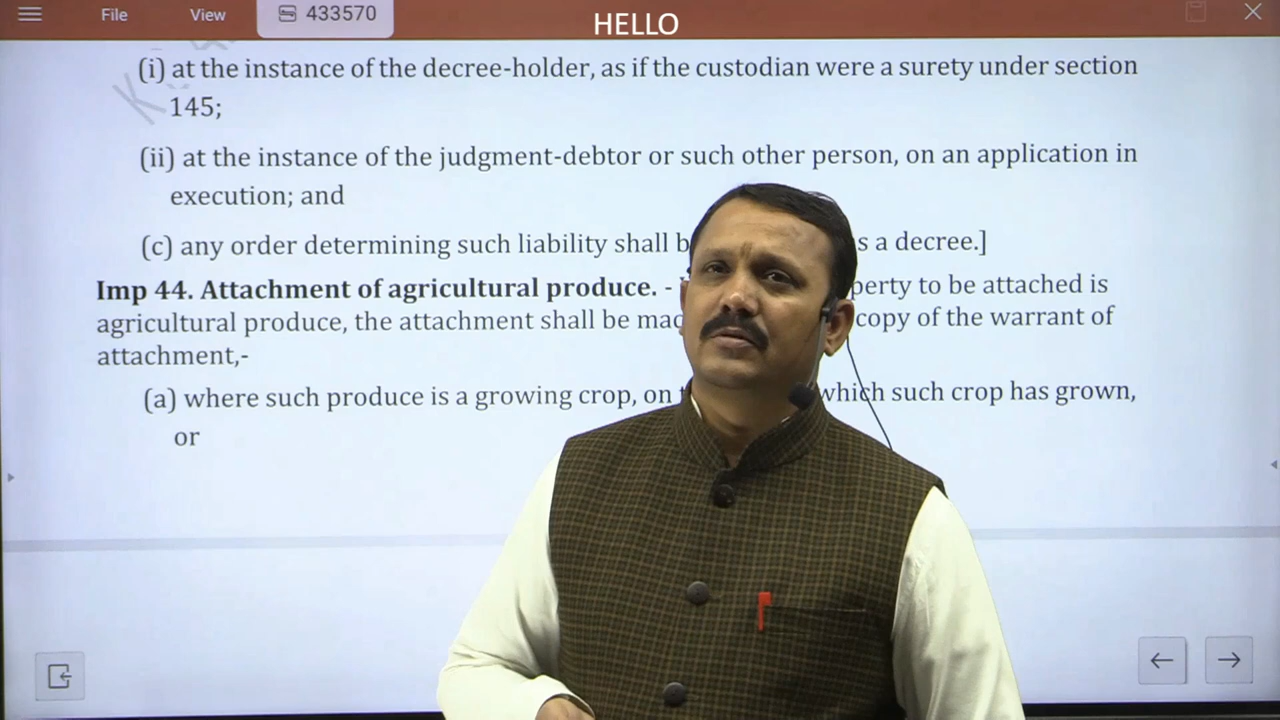 File View 433570
HELLO
(i) at the instance of the decree-holder, as if the custodian were a surety under section
145;
(ii) at the instance of the judgment-debtor or such other person, on an application in
execution; and
(c) any order determining such liability shall b s a decree.]
Imp 44. Attachment of agricultural produce. - perty to be attached is
agricultural produce, the attachment shall be mad copy of the warrant of
attachment,-
(a) where such produce is a growing crop, on which such crop has grown,
or